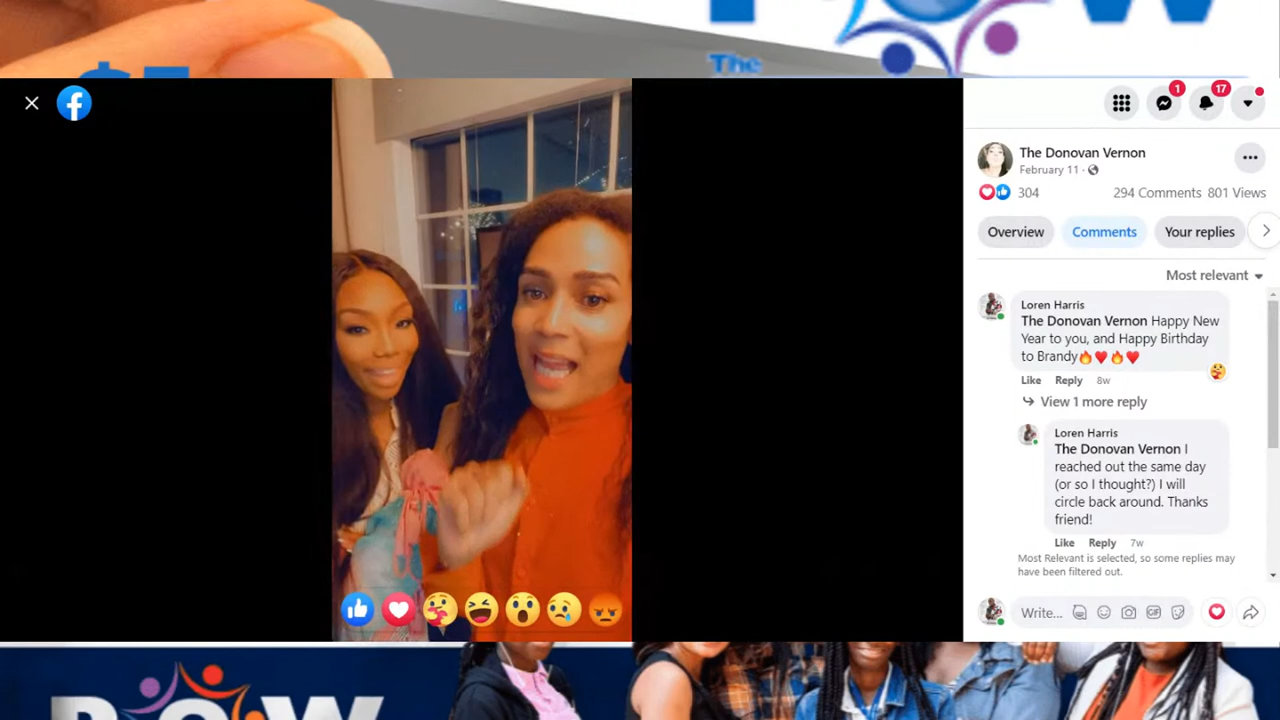 The
The Donovan Vernon
February 11
304
294 Comments 801 Views
Overview
Comments
Your replies
Most relevant
Loren Harris
The Donovan Vernon Happy New
Year to you, and Happy Birthday
to Brandy🔥❤️🔥❤️
Like Reply 8w
View 1 more reply
Loren Harris
The Donovan Vernon I
reached out the same day
(or so I thought?) I will
circle back around. Thanks
friend!
Like Reply 7w
Most Relevant is selected, so some replies may
have been filtered out.
Write...
GIF
1
17